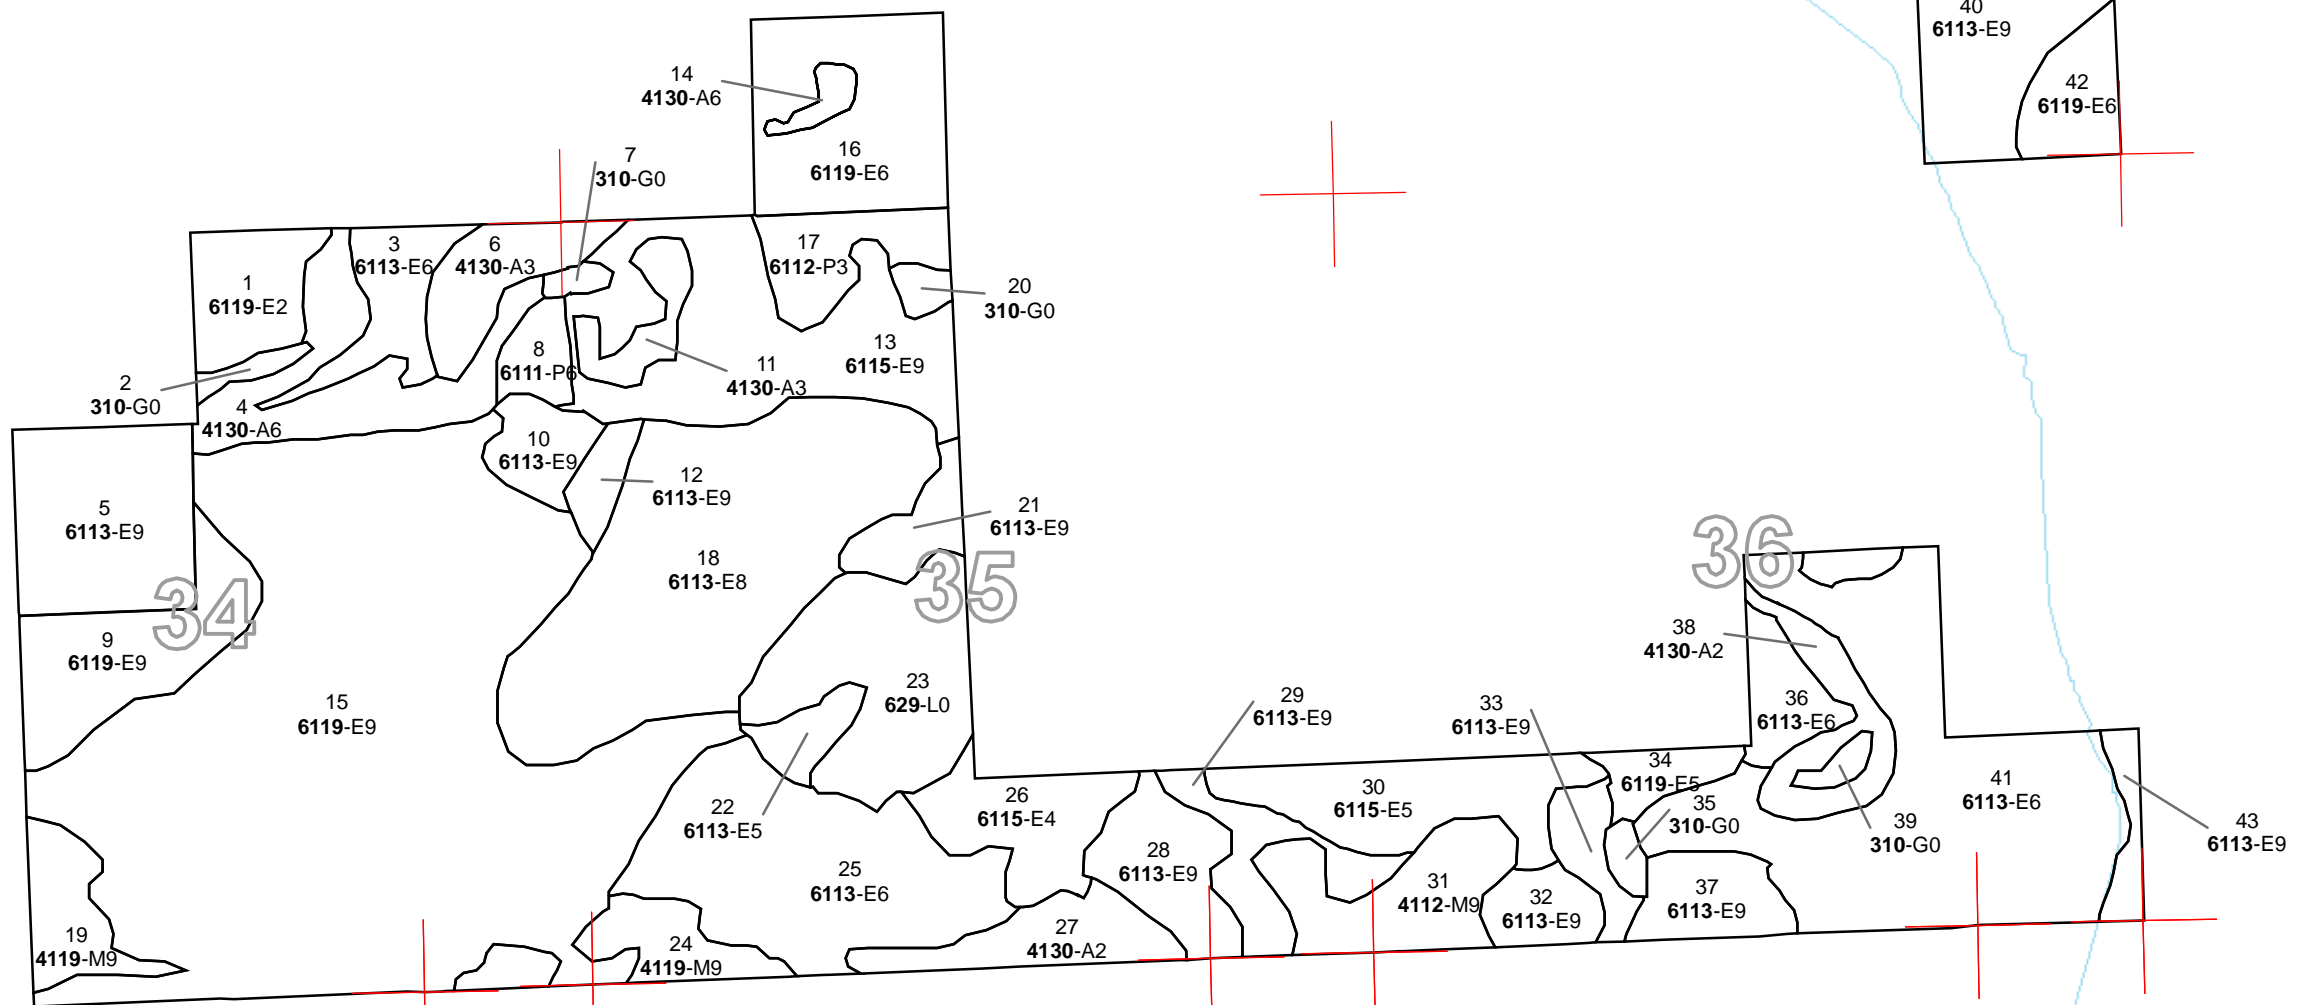 40
6113-E9
42
6119-E6
14
4130-A6
16
6119-E6
7
310-G0
1
6119-E2
3
6113-E6
6
4130-A3
17
6112-P3
20
310-G0
2
310-G0
4
4130-A6
8
6111-P6
11
4130-A3
13
6115-E9
5
6113-E9
10
6113-E9
12
6113-E9
18
6113-E8
21
6113-E9
34
35
36
9
6119-E9
15
6119-E9
23
629-L0
29
6113-E9
33
6113-E9
38
4130-A2
36
6113-E6
22
6113-E5
26
6115-E4
30
6115-E5
34
6119-E5
35
310-G0
39
310-G0
41
6113-E6
43
6113-E9
25
6113-E6
28
6113-E9
31
4112-M9
32
6113-E9
37
6113-E9
19
4119-M9
24
4119-M9
27
4130-A2